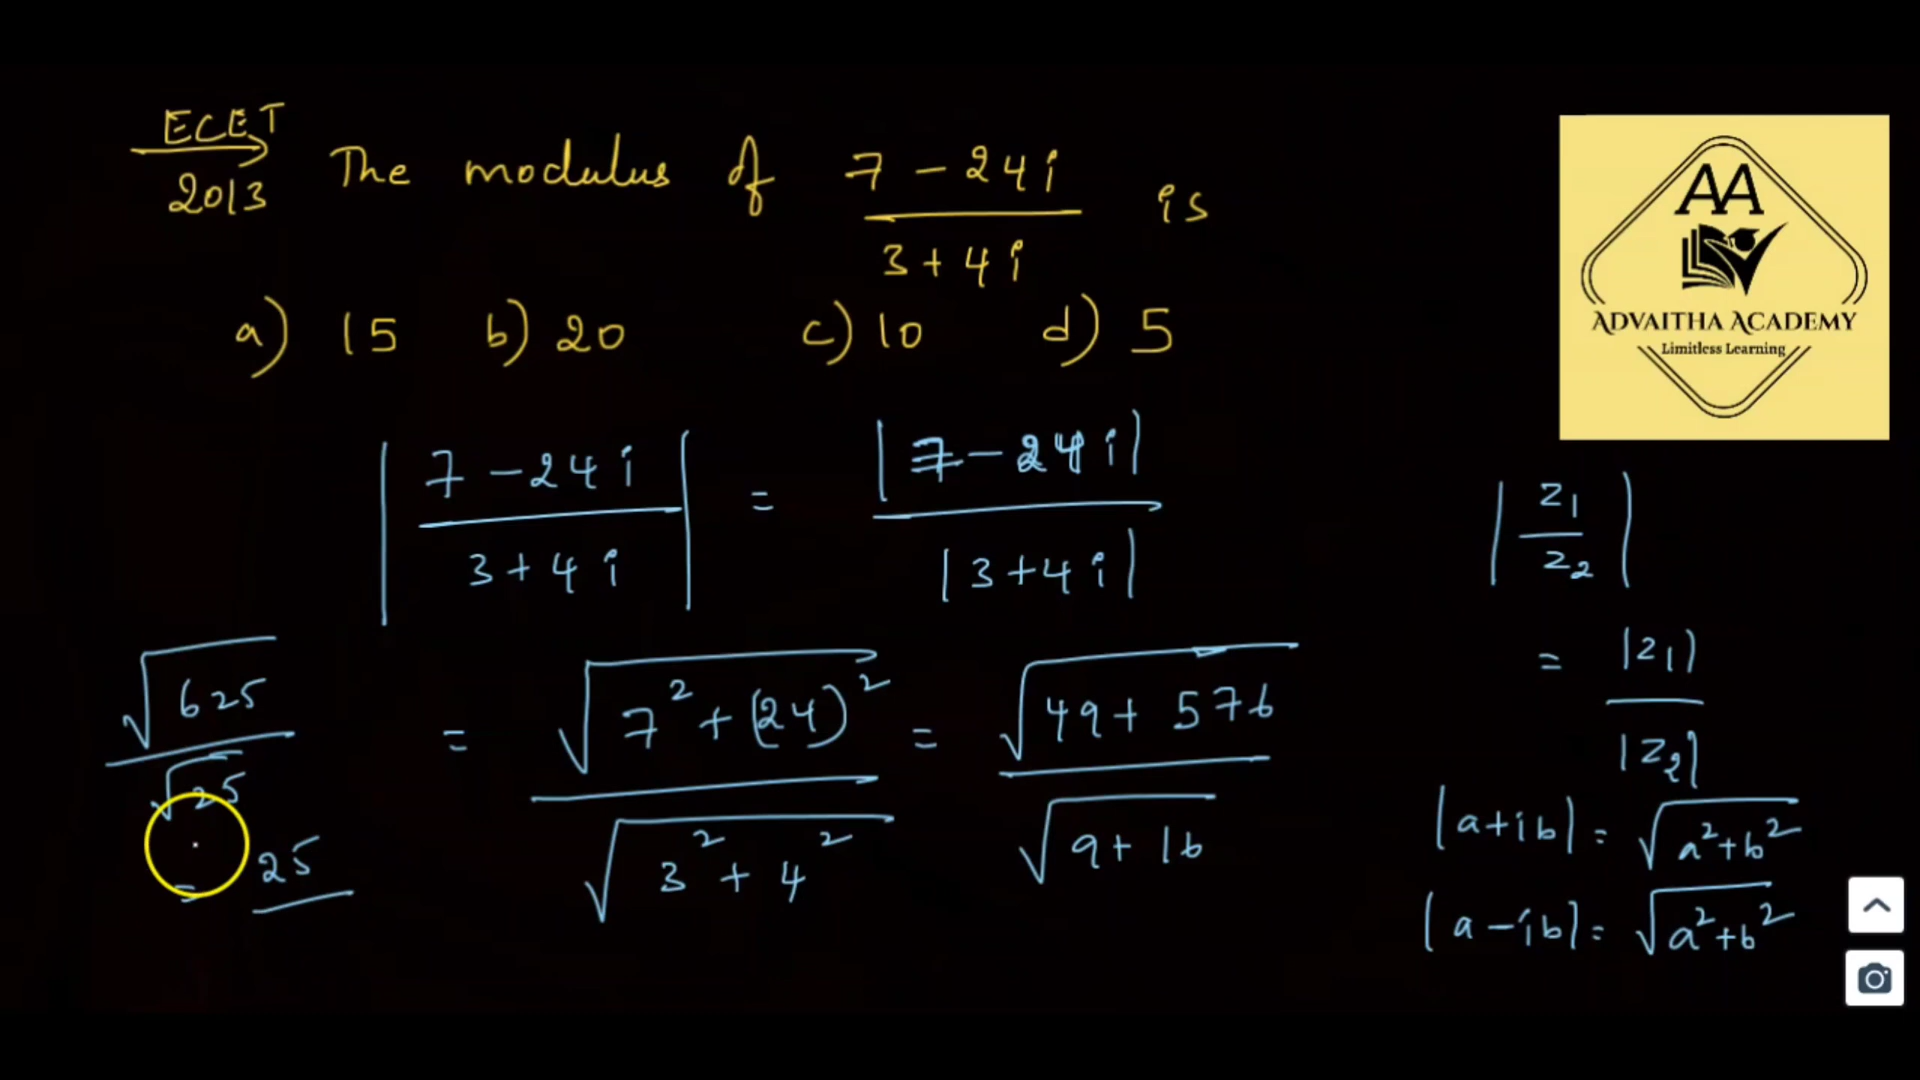 ECET
2013
The modulus of (7 - 24i)/(3 + 4i) is
a) 15 b) 20 c) 10 d) 5
AA
ADVAITHA ACADEMY
Limitless Learning
|(7 - 24i)/(3 + 4i)| = |7 - 24i|/|3 + 4i|
= √(7² + (24)²)/√(3² + 4²) = √(49 + 576)/√(9 + 16)
√625/√25
= 25
|z₁/z₂|
= |z₁|/|z₂|
|a+ib| = √(a²+b²)
|a-ib| = √(a²+b²)